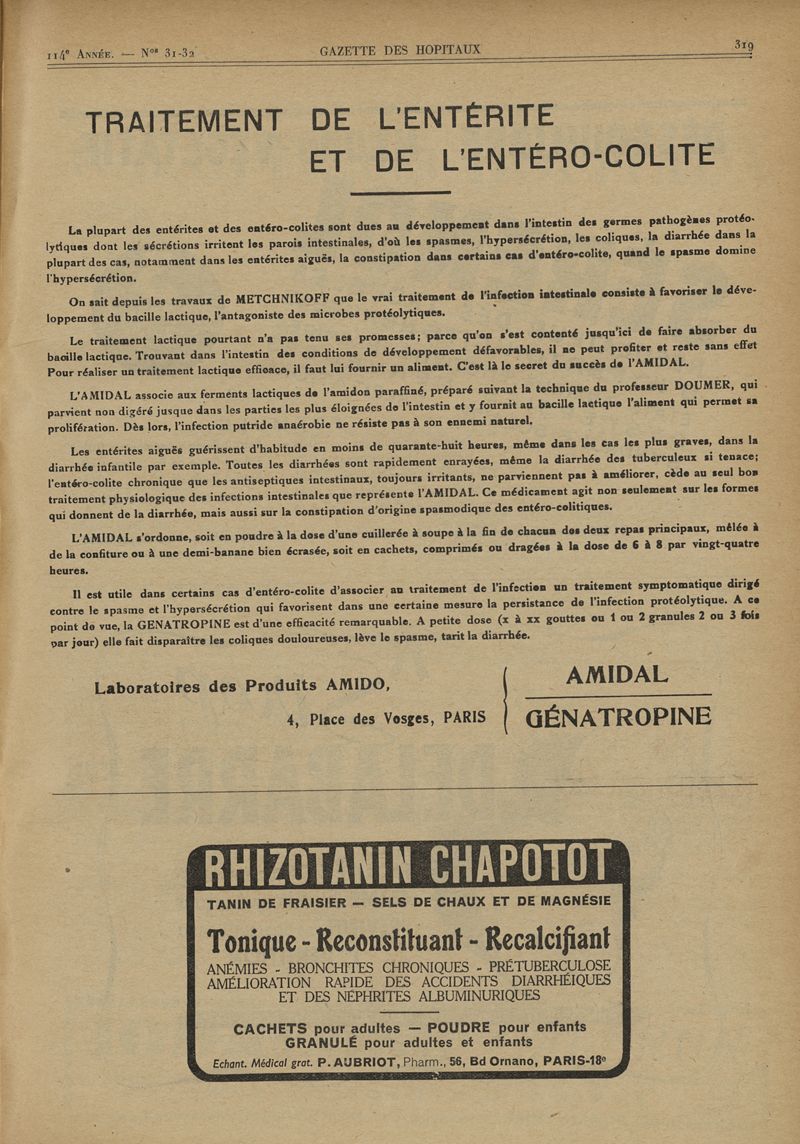 114e ANNÉE. — Nos 31-32
GAZETTE DES HOPITAUX
319
TRAITEMENT DE L'ENTÉRITE
ET DE L'ENTÉRO-COLITE
La plupart des entérites et des entéro-colites sont dues au développement dans l'intestin des germes pathogènes protéo-
lytiques dont les sécrétions irritent les parois intestinales, d'où les spasmes, l'hypersécrétion, les coliques, la diarrhée dans la
plupart des cas, notamment dans les entérites aiguës, la constipation dans certains cas d'entéro-colite, quand le spasme domine
l'hypersécrétion.
On sait depuis les travaux de METCHNIKOFF que le vrai traitement de l'infection intestinale consiste à favoriser le déve-
loppement du bacille lactique, l'antagoniste des microbes protéolytiques.
Le traitement lactique pourtant n'a pas tenu ses promesses; parce qu'on s'est contenté jusqu'ici de faire absorber du
bacille lactique. Trouvant dans l'intestin des conditions de développement défavorables, il ne peut profiter et reste sans effet
Pour réaliser un traitement lactique efficace, il faut lui fournir un aliment. C'est là le secret du succès de l'AMIDAL.
L'AMIDAL associe aux ferments lactiques de l'amidon paraffiné, préparé suivant la technique du professeur DOUMER, qui
parvient non digéré jusque dans les parties les plus éloignées de l'intestin et y fournit au bacille lactique l'aliment qui permet sa
prolifération. Dès lors, l'infection putride anaérobie ne résiste pas à son ennemi naturel.
Les entérites aiguës guérissent d'habitude en moins de quarante-huit heures, même dans les cas les plus graves, dans la
diarrhée infantile par exemple. Toutes les diarrhées sont rapidement enrayées, même la diarrhée des tuberculeux si tenace;
l'entéro-colite chronique que les antiseptiques intestinaux, toujours irritants, ne parviennent pas à améliorer, cède au seul bon
traitement physiologique des infections intestinales que représente l'AMIDAL. Ce médicament agit non seulement sur les formes
qui donnent de la diarrhée, mais aussi sur la constipation d'origine spasmodique des entéro-colitiques.
L'AMIDAL s'ordonne, soit en poudre à la dose d'une cuillerée à soupe à la fin de chacun des deux repas principaux, mêlée à
de la confiture ou à une demi-banane bien écrasée, soit en cachets, comprimés ou dragées à la dose de 6 à 8 par vingt-quatre
heures.
Il est utile dans certains cas d'entéro-colite d'associer au traitement de l'infection un traitement symptomatique dirigé
contre le spasme et l'hypersécrétion qui favorisent dans une certaine mesure la persistance de l'infection protéolytique. A ce
point de vue, la GENATROPINE est d'une efficacité remarquable. A petite dose (x à xx gouttes ou 1 ou 2 granules 2 ou 3 fois
par jour) elle fait disparaître les coliques douloureuses, lève le spasme, tarit la diarrhée.
Laboratoires des Produits AMIDO,
4, Place des Vosges, PARIS
AMIDAL
GÉNATROPINE
RHIZOTANIN CHAPOTOT
TANIN DE FRAISIER — SELS DE CHAUX ET DE MAGNÉSIE
Tonique - Reconstituant - Recalcifiant
ANÉMIES - BRONCHITES CHRONIQUES - PRÉTUBERCULOSE
AMÉLIORATION RAPIDE DES ACCIDENTS DIARRHÉIQUES
ET DES NÉPHRITES ALBUMINURIQUES
CACHETS pour adultes — POUDRE pour enfants
GRANULÉ pour adultes et enfants
Echant. Médical grat. P. AUBRIOT, Pharm., 56, Bd Ornano, PARIS-18e